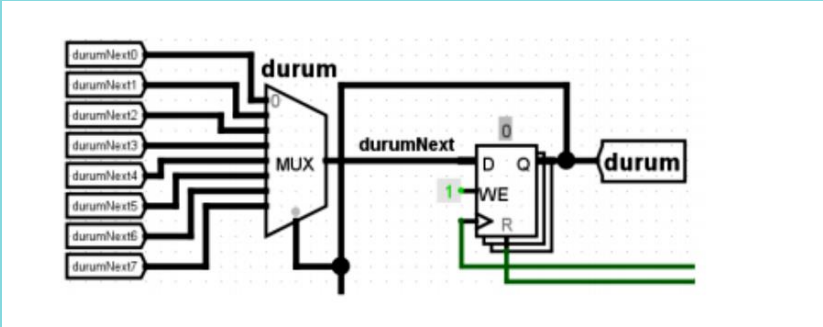 durumNext0
durumNext1
durumNext2
durumNext3
durumNext4
durumNext5
durumNext6
durumNext7
durum
0
MUX
durumNext
0
D Q
1 WE
R
durum